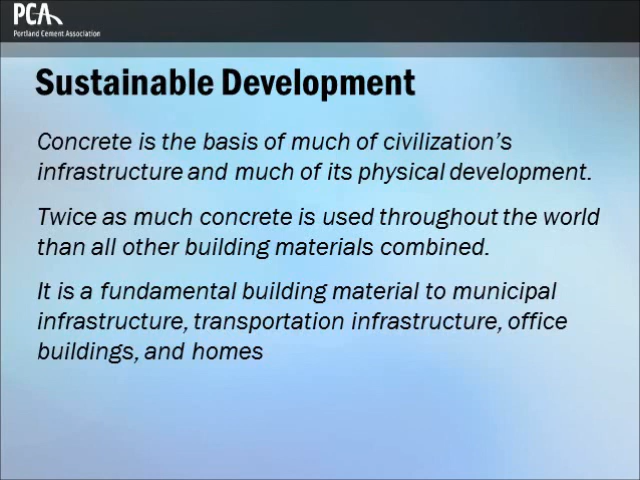 PCA
Portland Cement Association
Sustainable Development
Concrete is the basis of much of civilization's
infrastructure and much of its physical development.
Twice as much concrete is used throughout the world
than all other building materials combined.
It is a fundamental building material to municipal
infrastructure, transportation infrastructure, office
buildings, and homes